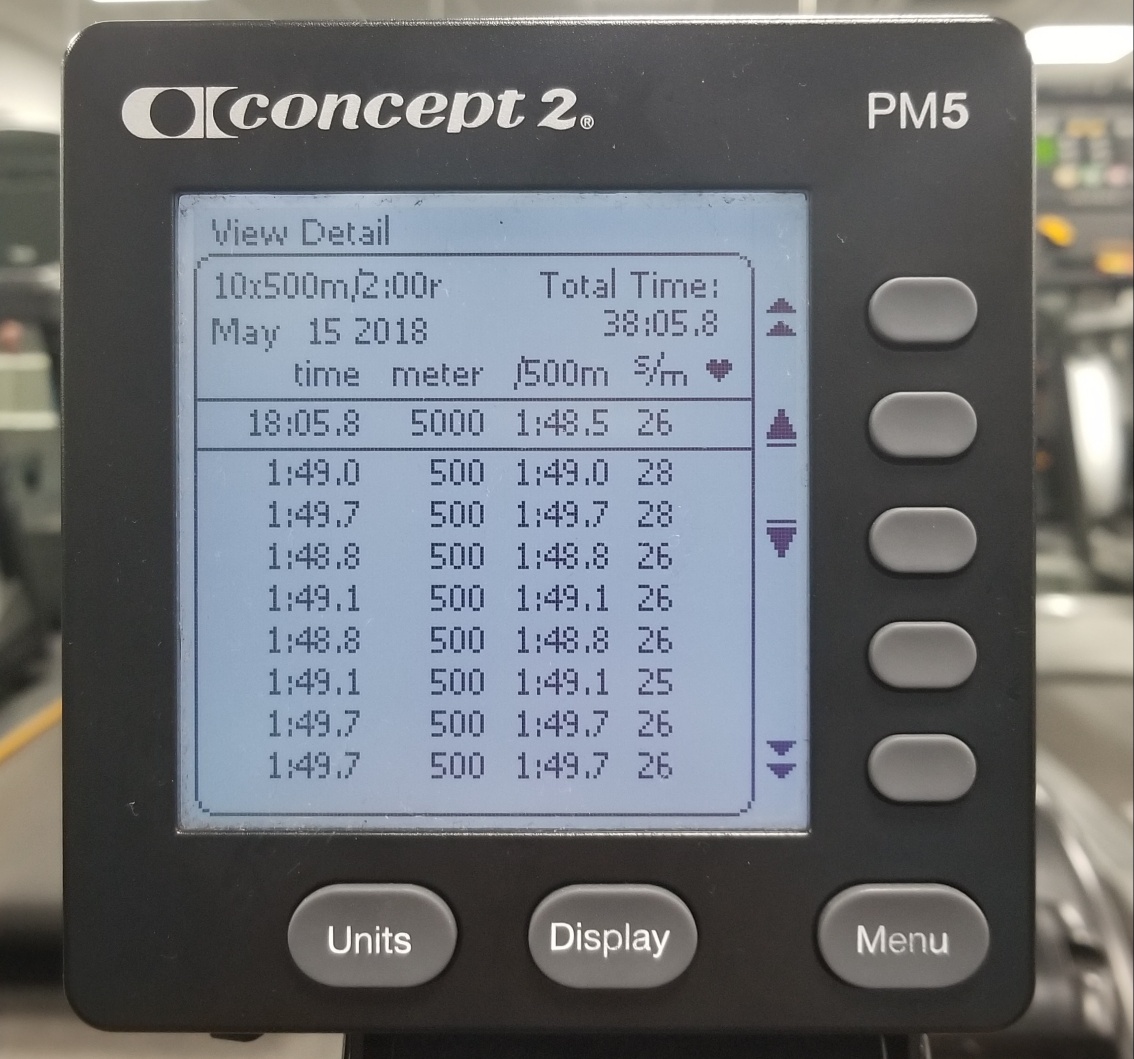 concept 2® PM5
View Detail
10x500m/2:00r Total Time:
May 15 2018 38:05.8
time meter /500m s/m ♥
18:05.8 5000 1:48.5 26
1:49.0 500 1:49.0 28
1:49.7 500 1:49.7 28
1:48.8 500 1:48.8 26
1:49.1 500 1:49.1 26
1:48.8 500 1:48.8 26
1:49.1 500 1:49.1 25
1:49.7 500 1:49.7 26
1:49.7 500 1:49.7 26
Units Display Menu